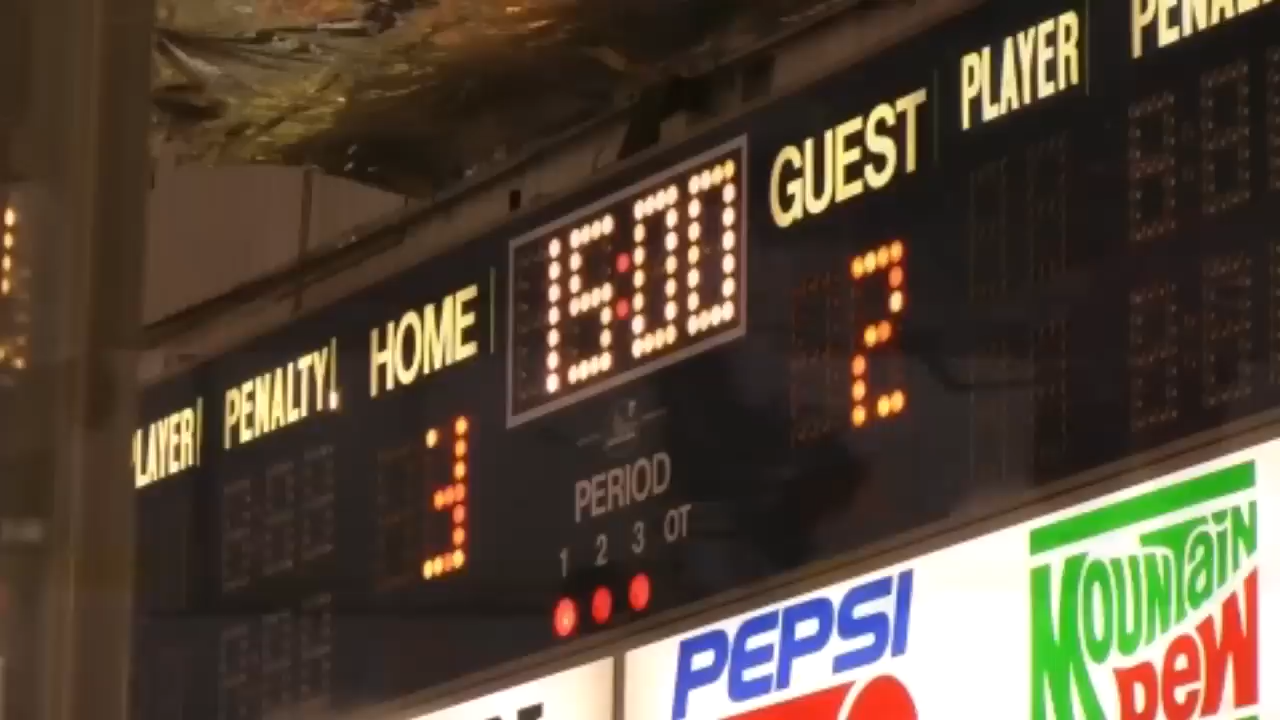 PLAYER PENALTY HOME 15:00 GUEST PLAYER
3 2
PERIOD
1 2 3 OT
PEPSI
MOUNTAIN
DEW